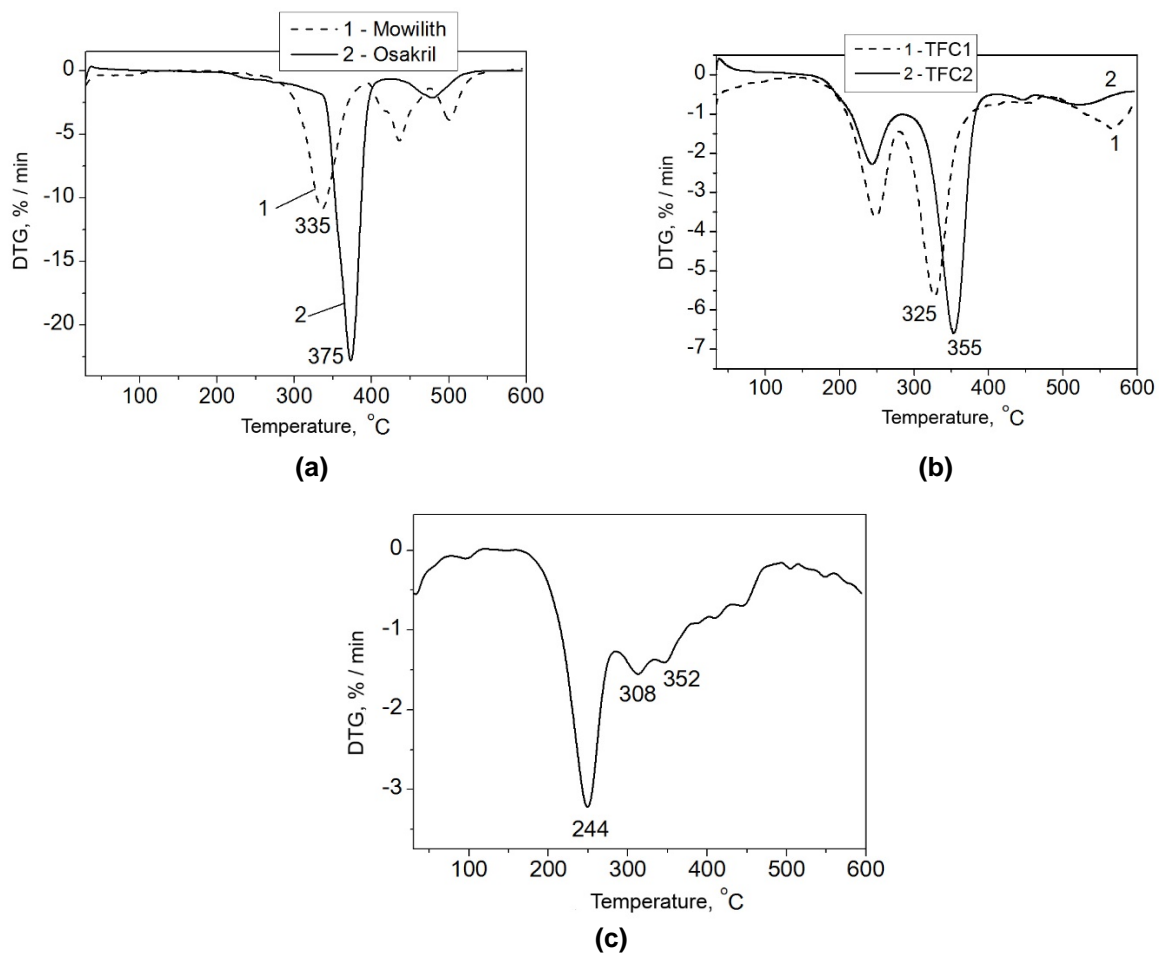 1 - Mowilith
2 - Osakril
0
-5
-10
-15
-20
DTG, % / min
1
335
2
375
100 200 300 400 500 600
Temperature, °C
(a)
1 - TFC1
2 - TFC2
0
-1
-2
-3
-4
-5
-6
-7
DTG, % / min
2
1
325
355
100 200 300 400 500 600
Temperature, °C
(b)
0
-1
-2
-3
DTG, % / min
308
352
244
100 200 300 400 500 600
Temperature, °C
(c)